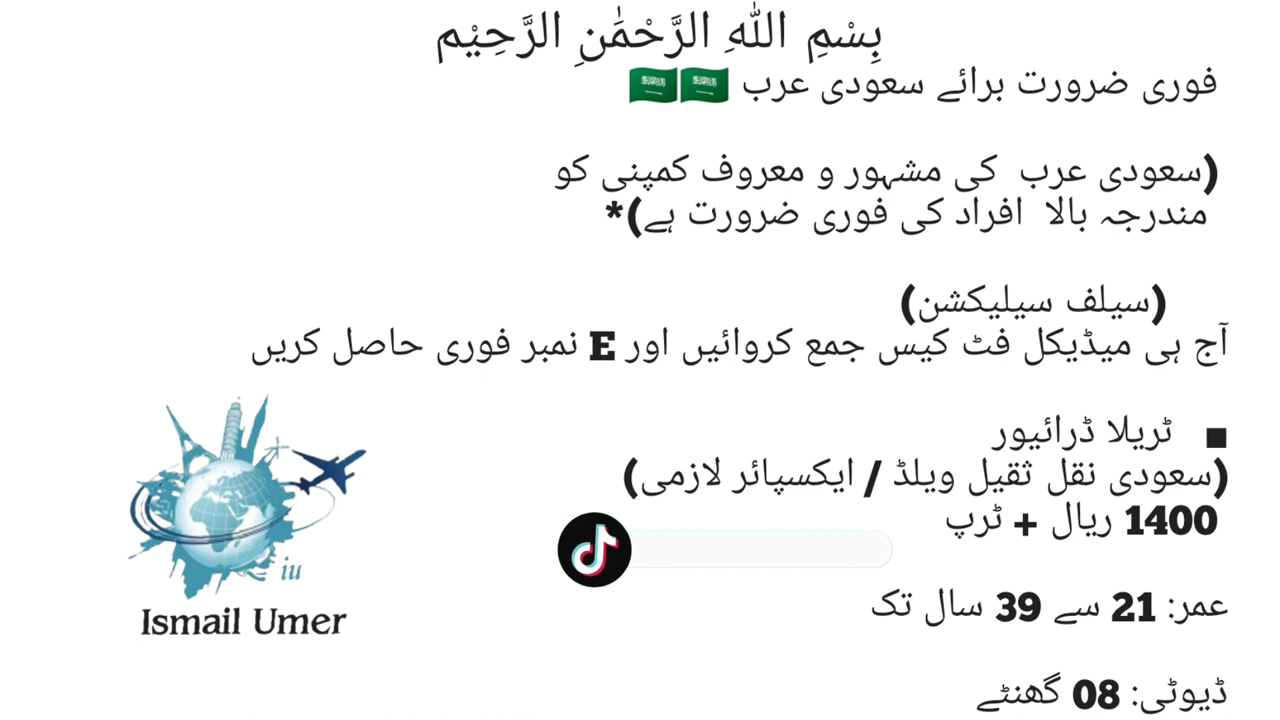 بِسْمِ اللّٰهِ الرَّحْمَٰنِ الرَّحِيْم
فوری ضرورت برائے سعودی عرب 🇸🇦🇸🇦
(سعودی عرب کی مشہور و معروف کمپنی کو
مندرجہ بالا افراد کی فوری ضرورت ہے)*
(سیلف سیلیکشن)
آج ہی میڈیکل فٹ کیس جمع کروائیں اور E نمبر فوری حاصل کریں
▪ ٹریلا ڈرائیور
(سعودی نقل ثقیل ویلڈ / ایکسپائر لازمی)
1400 ریال + ٹرپ
عمر: 21 سے 39 سال تک
ڈیوٹی: 08 گھنٹے
iu
Ismail Umer